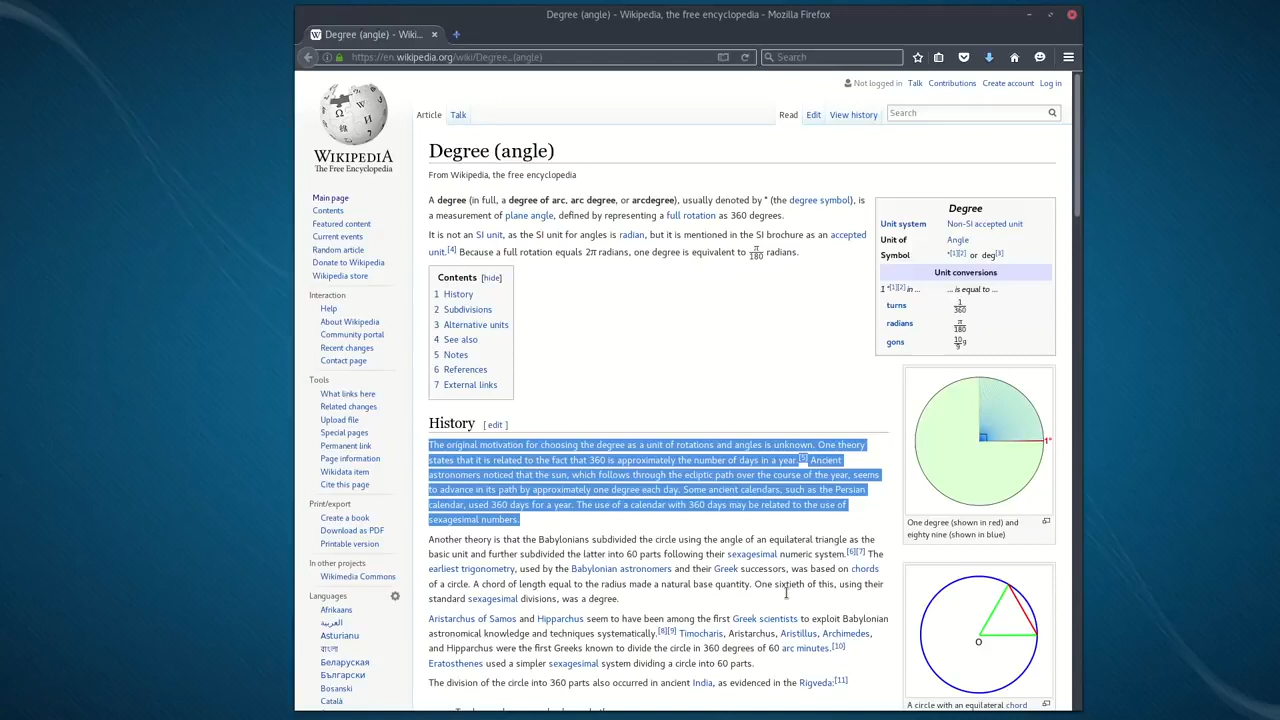 Degree (angle) - Wikipedia, the free encyclopedia - Mozilla Firefox
Degree (angle) - Wiki...
https://en.wikipedia.org/wiki/Degree_(angle)
Search
Not logged in Talk Contributions Create account Log in
Article Talk
Read Edit View history
Search
WIKIPEDIA
The Free Encyclopedia
Main page
Contents
Featured content
Current events
Random article
Donate to Wikipedia
Wikipedia store
Interaction
Help
About Wikipedia
Community portal
Recent changes
Contact page
Tools
What links here
Related changes
Upload file
Special pages
Permanent link
Page information
Wikidata item
Cite this page
Print/export
Create a book
Download as PDF
Printable version
In other projects
Wikimedia Commons
Languages
Afrikaans
العربية
Asturianu
বাংলা
Беларуская
Български
Bosanski
Català
Degree (angle)
From Wikipedia, the free encyclopedia
A degree (in full, a degree of arc, arc degree, or arcdegree), usually denoted by ° (the degree symbol), is
a measurement of plane angle, defined by representing a full rotation as 360 degrees.
It is not an SI unit, as the SI unit for angles is radian, but it is mentioned in the SI brochure as an accepted
unit.[4] Because a full rotation equals 2π radians, one degree is equivalent to π/180 radians.
Contents [hide]
1 History
2 Subdivisions
3 Alternative units
4 See also
5 Notes
6 References
7 External links
History [ edit ]
The original motivation for choosing the degree as a unit of rotations and angles is unknown. One theory
states that it is related to the fact that 360 is approximately the number of days in a year.[5] Ancient
astronomers noticed that the sun, which follows through the ecliptic path over the course of the year, seems
to advance in its path by approximately one degree each day. Some ancient calendars, such as the Persian
calendar, used 360 days for a year. The use of a calendar with 360 days may be related to the use of
sexagesimal numbers.
Another theory is that the Babylonians subdivided the circle using the angle of an equilateral triangle as the
basic unit and further subdivided the latter into 60 parts following their sexagesimal numeric system.[6][7] The
earliest trigonometry, used by the Babylonian astronomers and their Greek successors, was based on chords
of a circle. A chord of length equal to the radius made a natural base quantity. One sixtieth of this, using their
standard sexagesimal divisions, was a degree.
Aristarchus of Samos and Hipparchus seem to have been among the first Greek scientists to exploit Babylonian
astronomical knowledge and techniques systematically.[8][9] Timocharis, Aristarchus, Aristillus, Archimedes,
and Hipparchus were the first Greeks known to divide the circle in 360 degrees of 60 arc minutes.[10]
Eratosthenes used a simpler sexagesimal system dividing a circle into 60 parts.
The division of the circle into 360 parts also occurred in ancient India, as evidenced in the Rigveda:[11]
Degree
Unit system Non-SI accepted unit
Unit of Angle
Symbol °[1][2] or deg[3]
Unit conversions
1 °[1][2] in ... ... is equal to ...
turns 1/360
radians π/180
gons 10/9 g
1°
One degree (shown in red) and
eighty nine (shown in blue)
O
A circle with an equilateral chord